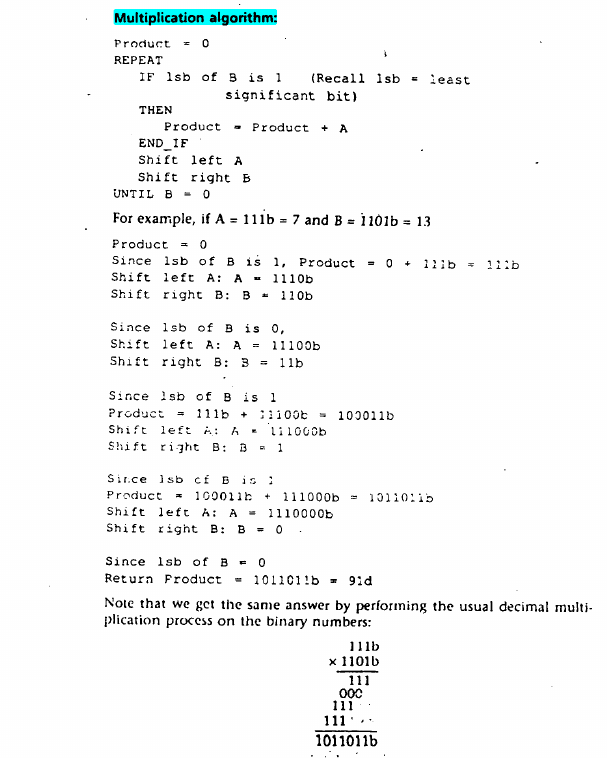 Multiplication algorithm:
Product = 0
REPEAT
IF lsb of B is 1 (Recall lsb = least
significant bit)
THEN
Product = Product + A
END_IF
Shift left A
Shift right B
UNTIL B = 0
For example, if A = 111b = 7 and B = 1101b = 13
Product = 0
Since lsb of B is 1, Product = 0 + 111b = 111b
Shift left A: A = 1110b
Shift right B: B = 110b
Since lsb of B is 0,
Shift left A: A = 11100b
Shift right B: B = 11b
Since lsb of B is 1
Product = 111b + 11100b = 100011b
Shift left A: A = 111000b
Shift right B: B = 1
Since lsb of B is 1
Product = 100011b + 111000b = 1011011b
Shift left A: A = 1110000b
Shift right B: B = 0
Since lsb of B = 0
Return Product = 1011011b = 91d
Note that we get the same answer by performing the usual decimal multi-
plication process on the binary numbers:
111b
× 1101b
111
000
111
111
1011011b